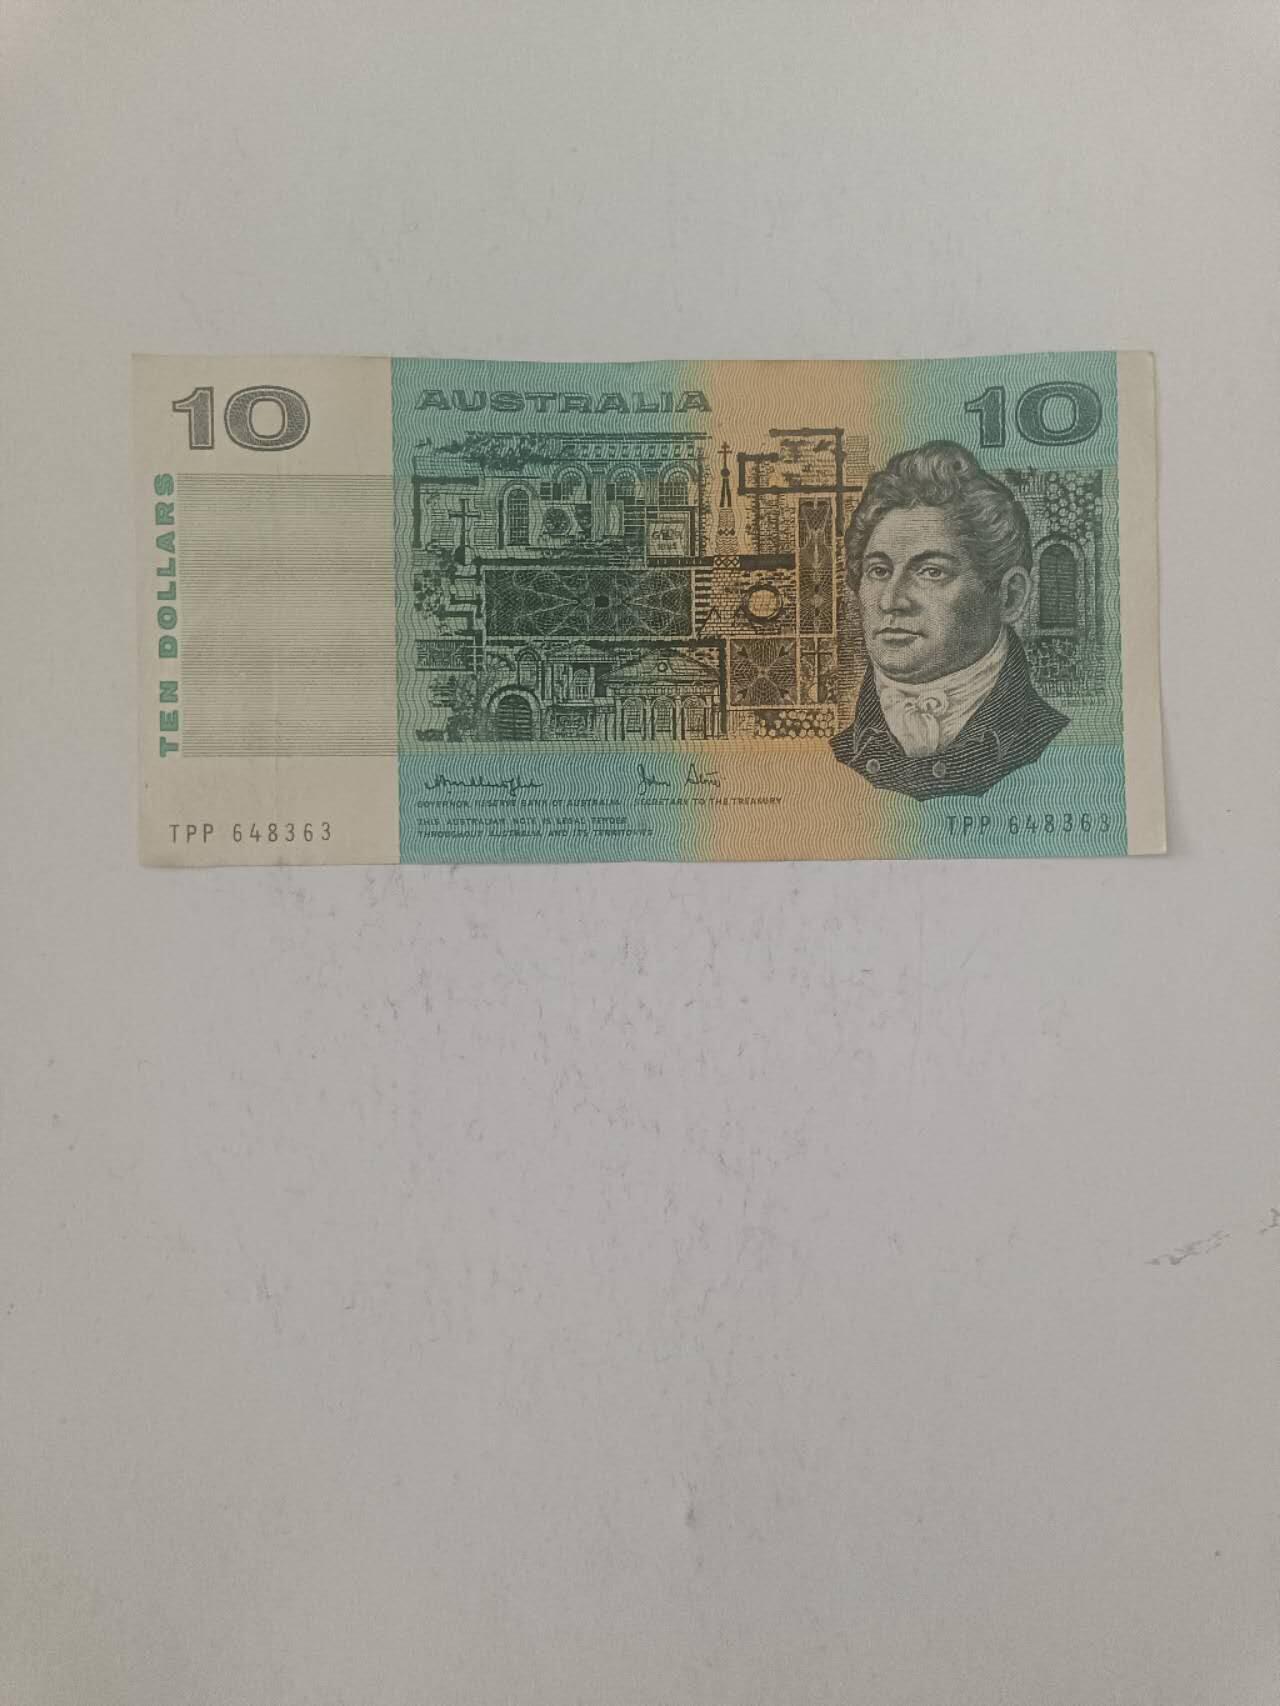 10
AUSTRALIA
10
TEN DOLLARS
GOVERNOR, RESERVE BANK OF AUSTRALIA
SECRETARY TO THE TREASURY
THIS AUSTRALIAN NOTE IS LEGAL TENDER
THROUGHOUT AUSTRALIA AND ITS TERRITORIES
TPP 648363
TPP 648363